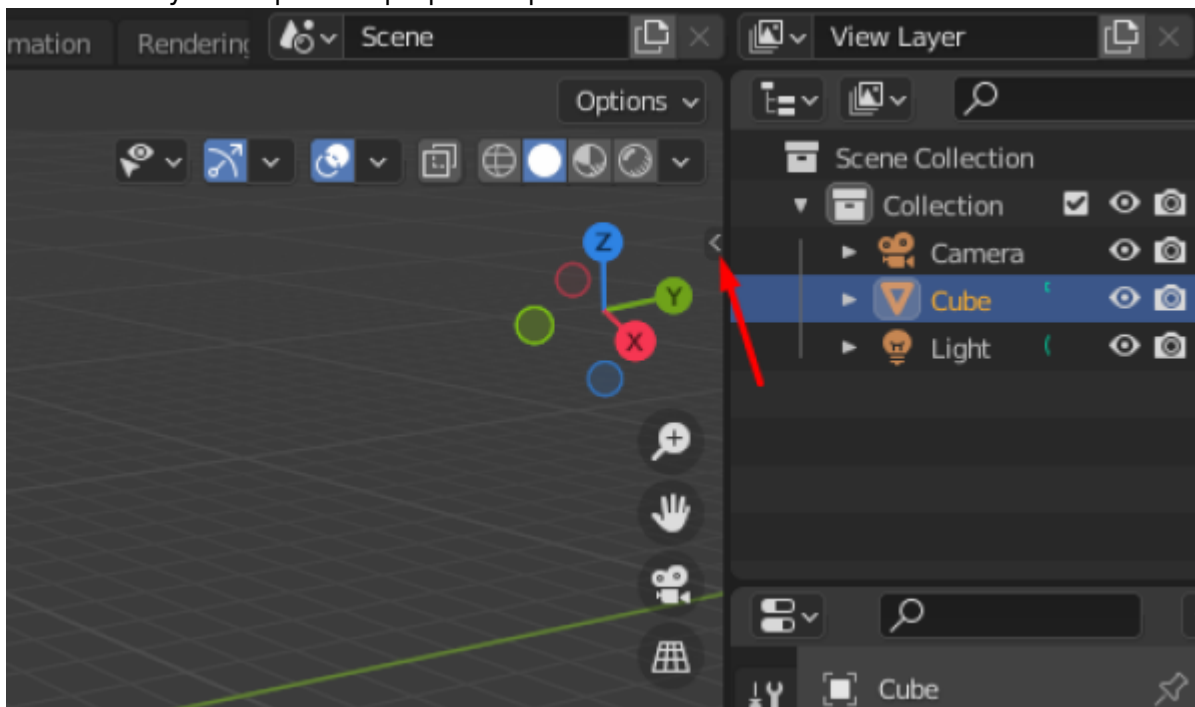 mation Rendering Scene View Layer
Options
Scene Collection
Z
Collection
Camera
Y
Cube
X
Light
Cube